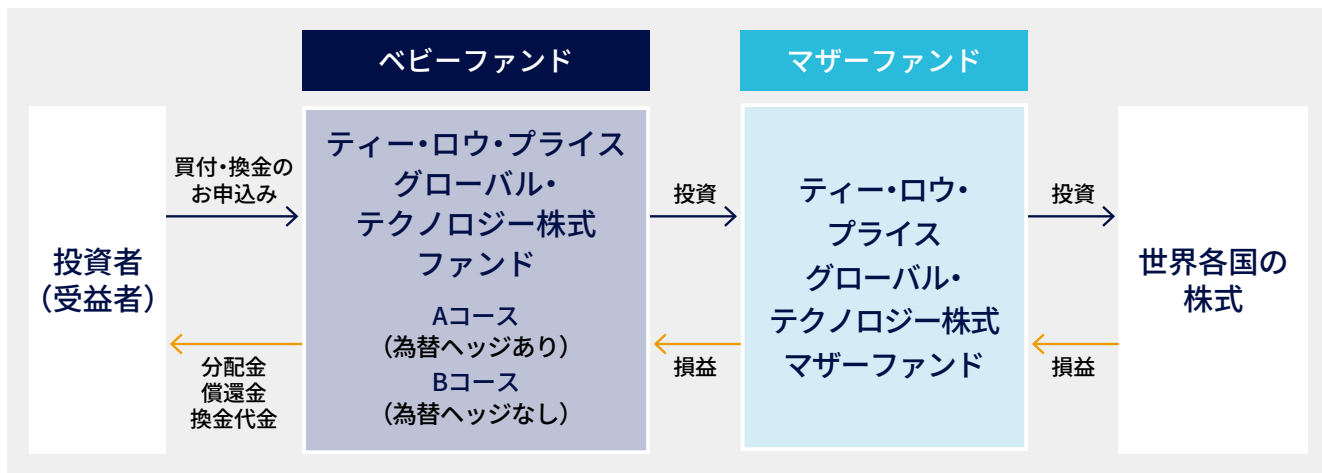 ベビーファンド
マザーファンド
投資者
（受益者）
買付・換金の
お申込み
分配金
償還金
換金代金
ティー・ロウ・プライス
グローバル・
テクノロジー株式
ファンド
Aコース
（為替ヘッジあり）
Bコース
（為替ヘッジなし）
投資
損益
ティー・ロウ・
プライス
グローバル・
テクノロジー株式
マザーファンド
投資
損益
世界各国の
株式